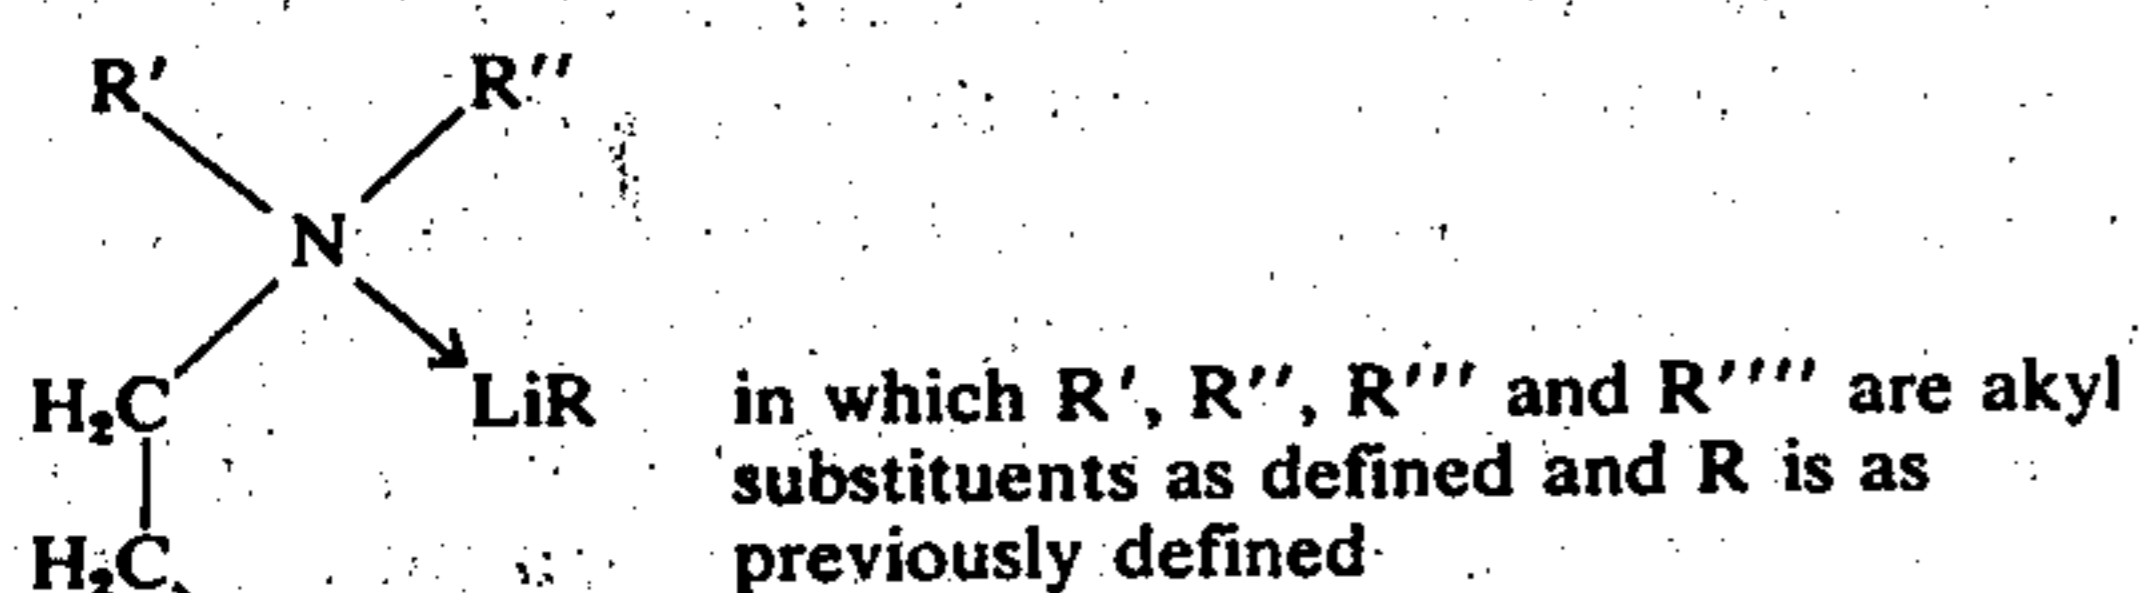 R′ R″
N
H₂C LiR in which R′, R″, R‴ and R⁗ are akyl
substituents as defined and R is as
H₂C previously defined